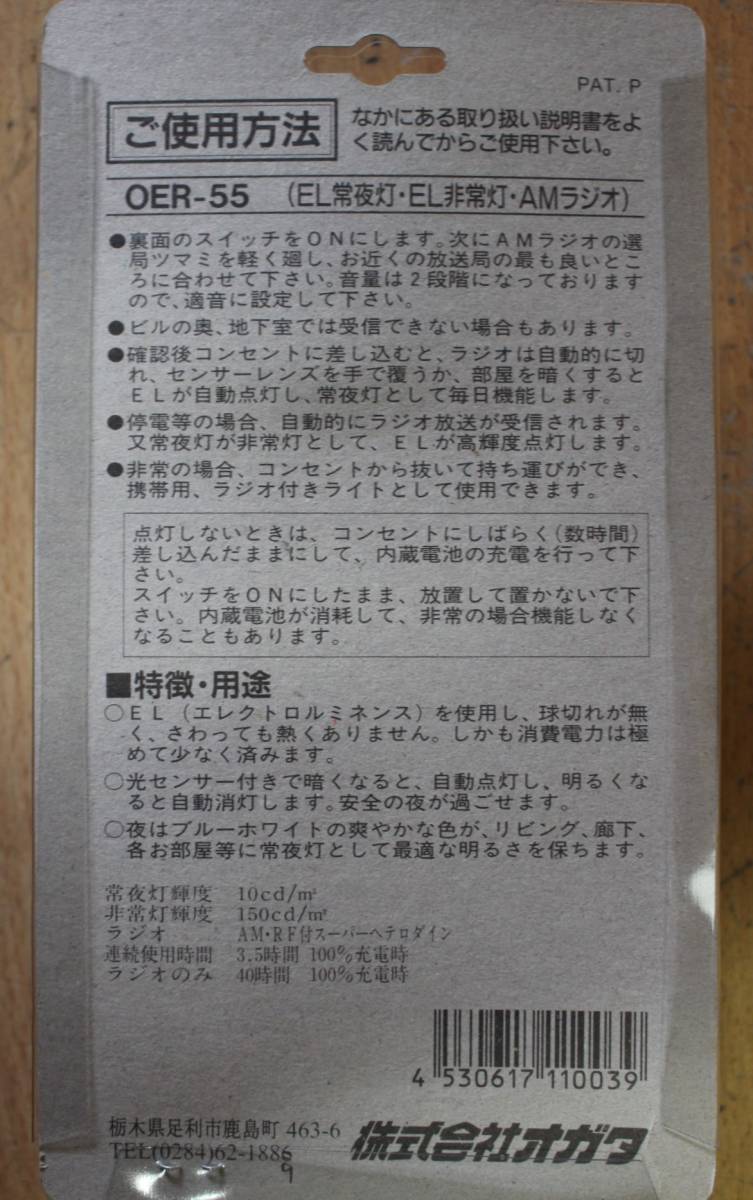 PAT. P
ご使用方法
なかにある取り扱い説明書をよ
く読んでからご使用下さい。
OER-55 (EL常夜灯・EL非常灯・AMラジオ)
●裏面のスイッチをONにします。次にAMラジオの選
局ツマミを軽く廻し、お近くの放送局の最も良いとこ
ろに合わせて下さい。音量は2段階になっております
ので、適音に設定して下さい。
●ビルの奥、地下室では受信できない場合もあります。
●確認後コンセントに差し込むと、ラジオは自動的に切
れ、センサーレンズを手で覆うか、部屋を暗くすると
ELが自動点灯し、常夜灯として毎日機能します。
●停電等の場合、自動的にラジオ放送が受信されます。
又常夜灯が非常灯として、ELが高輝度点灯します。
●非常の場合、コンセントから抜いて持ち運びができ、
携帯用、ラジオ付きライトとして使用できます。
点灯しないときは、コンセントにしばらく(数時間)
差し込んだままにして、内蔵電池の充電を行って下
さい。
スイッチをONにしたまま、放置して置かないで下
さい。内蔵電池が消耗して、非常の場合機能しなく
なることもあります。
■特徴・用途
○EL(エレクトロルミネンス)を使用し、球切れが無
く、さわっても熱くありません。しかも消費電力は極
めて少なく済みます。
○光センサー付きで暗くなると、自動点灯し、明るくな
ると自動消灯します。安全の夜が過ごせます。
○夜はブルーホワイトの爽やかな色が、リビング、廊下、
各お部屋等に常夜灯として最適な明るさを保ちます。
常夜灯輝度 10cd/㎡
非常灯輝度 150cd/㎡
ラジオ AM・RF付スーパーヘテロダイン
連続使用時間 3.5時間 100%充電時
ラジオのみ 40時間 100%充電時
4 530617 110039
栃木県足利市鹿島町 463-6
TEL(0284)62-1886
9
株式会社オガタ